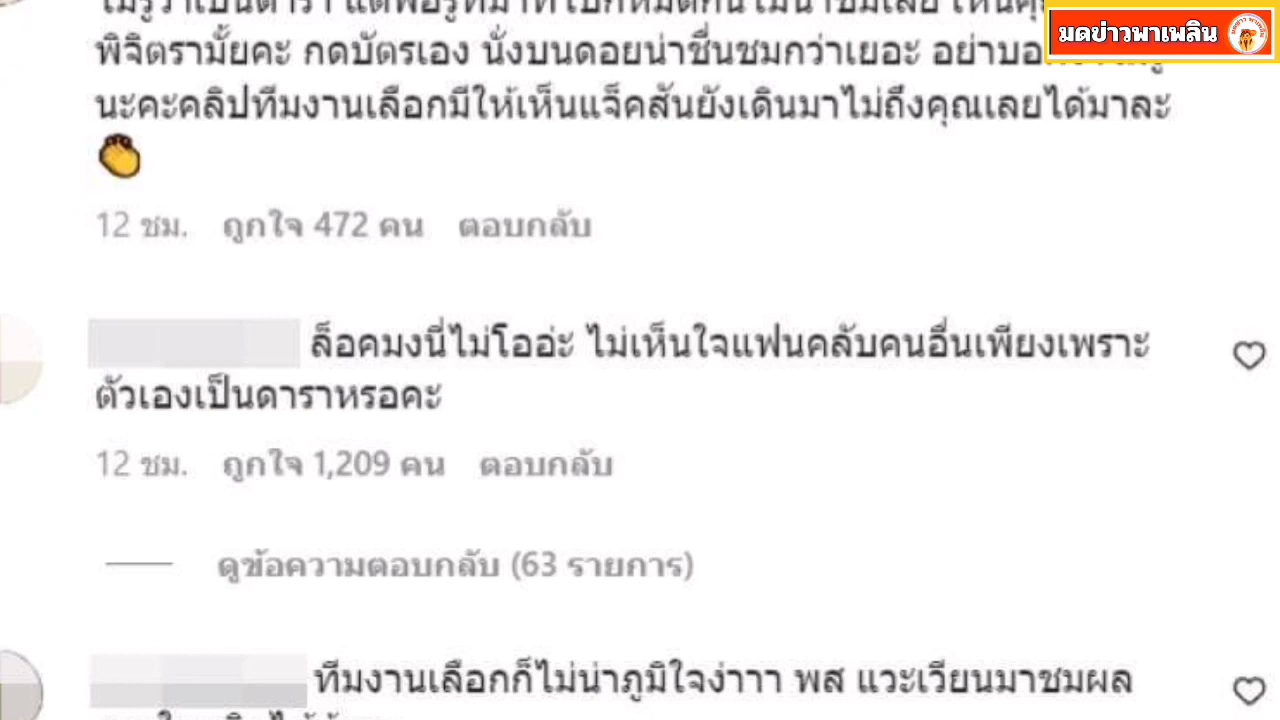 มดข่าวพาเพลิน
พิจิตรามั้ยคะ กดบัตรเอง นั่งบนดอยน่าชื่นชมกว่าเยอะ
นะคะคลิปทีมงานเลือกมีให้เห็นแจ็คสันยังเดินมาไม่ถึงคุณเลยได้มาละ
12 ชม. ถูกใจ 472 คน ตอบกลับ
ล็อคมงนี่ไม่โออ่ะ ไม่เห็นใจแฟนคลับคนอื่นเพียงเพราะ
ตัวเองเป็นดาราหรอคะ
12 ชม. ถูกใจ 1,209 คน ตอบกลับ
ดูข้อความตอบกลับ (63 รายการ)
ทีมงานเลือกก็ไม่น่าภูมิใจง่าาา พส แวะเวียนมาชมผล